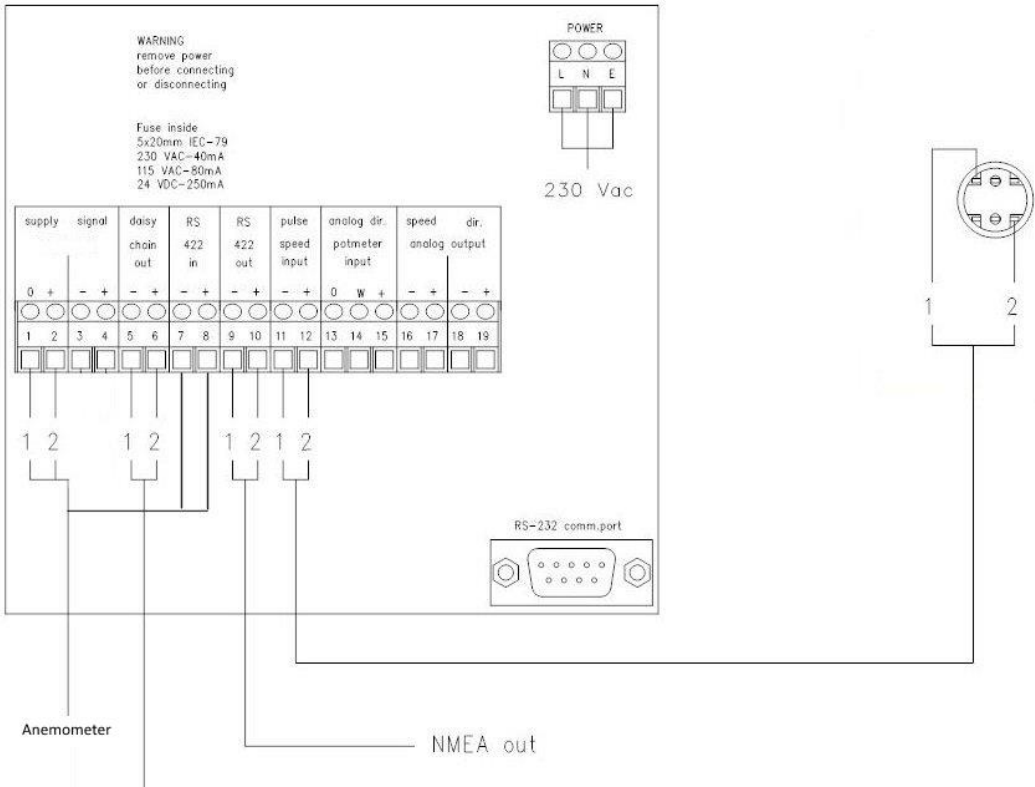 POWER
WARNING
remove power
before connecting
or disconnecting
L N E
Fuse inside
5x20mm IEC-79
230 VAC-40mA
115 VAC-80mA
24 VDC-250mA
230 Vac
supply signal daisy RS RS pulse analog dir. speed dir.
chain 422 422 speed potmeter analog output
out in out input input
0 + - + - + - + - + - + 0 W + - + - +
1 2 3 4 5 6 7 8 9 10 11 12 13 14 15 16 17 18 19
1 2
1 2 1 2 1 2 1 2
RS-232 comm.port
Anemometer
NMEA out